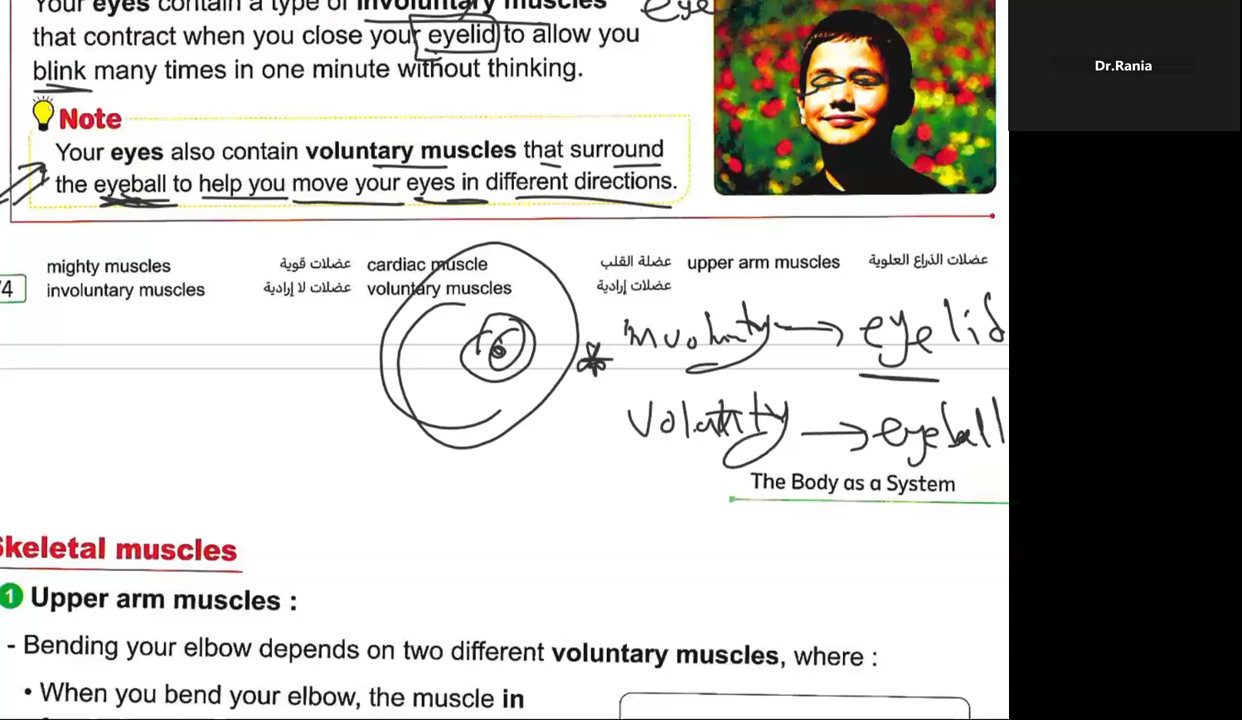 Your eyes contain a type of involuntary muscles
that contract when you close your eyelid to allow you
blink many times in one minute without thinking.
eye
Dr.Rania
Note
Your eyes also contain voluntary muscles that surround
the eyeball to help you move your eyes in different directions.
mighty muscles عضلات قوية cardiac muscle عضلة القلب upper arm muscles عضلات الذراع العلوية
74 involuntary muscles عضلات لا إرادية voluntary muscles عضلات إرادية
* involunty → eyelid
volunty → eyeball
The Body as a System
Skeletal muscles
1 Upper arm muscles :
- Bending your elbow depends on two different voluntary muscles, where :
• When you bend your elbow, the muscle in